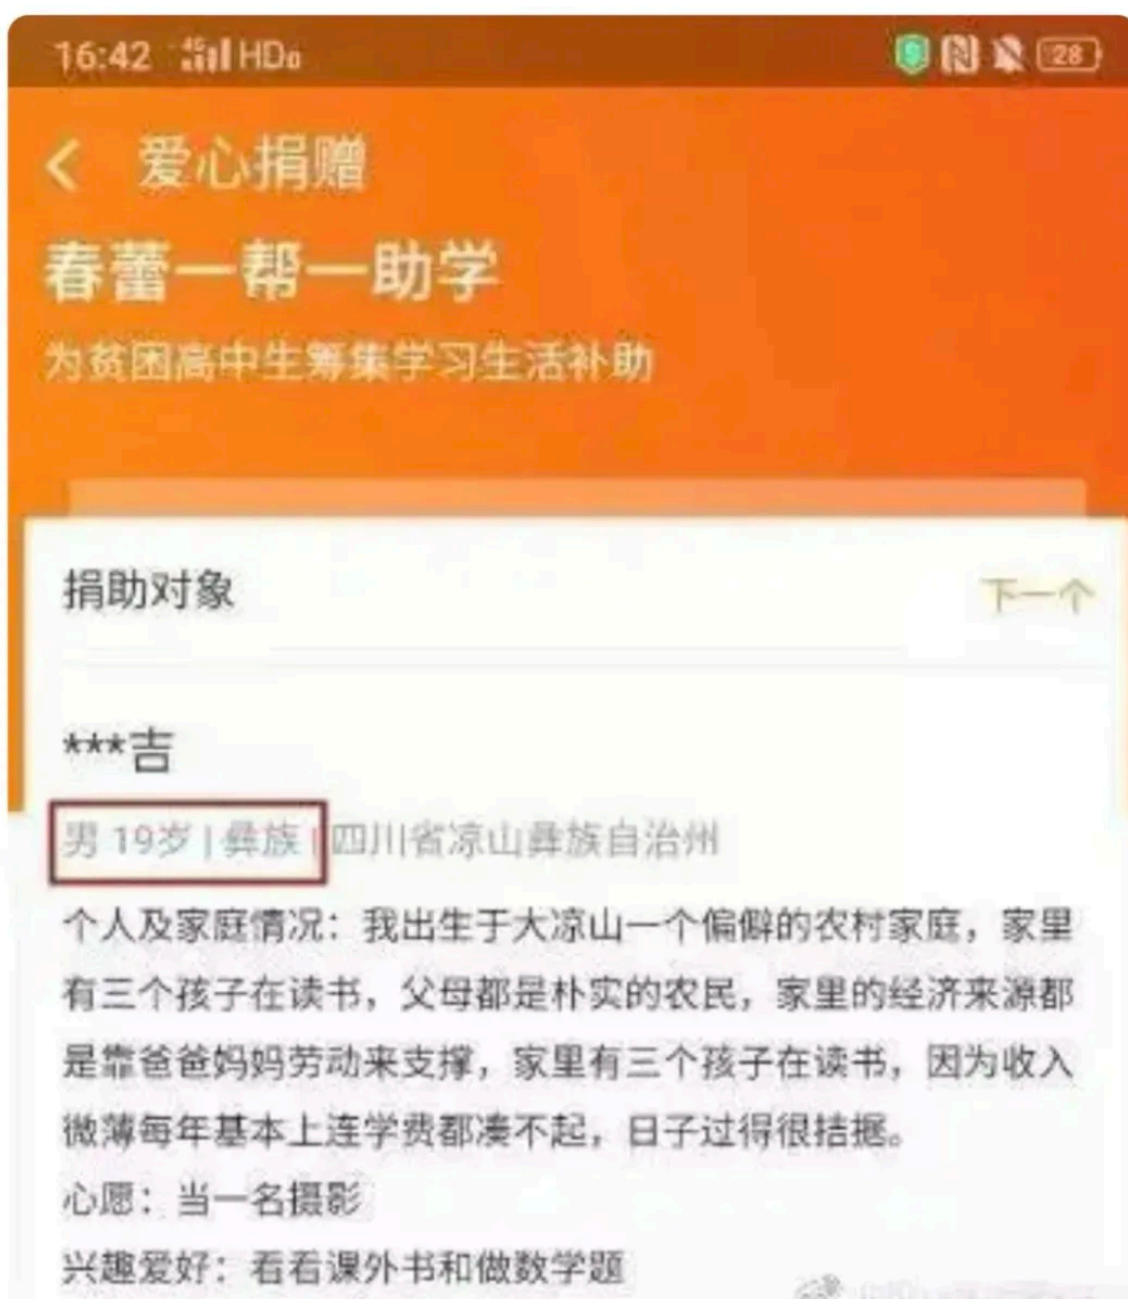 16:42 4G HD
28
爱心捐赠
春蕾一帮一助学
为贫困高中生筹集学习生活补助
捐助对象
下一个
***吉
男 19岁 | 彝族 | 四川省凉山彝族自治州
个人及家庭情况：我出生于大凉山一个偏僻的农村家庭，家里
有三个孩子在读书，父母都是朴实的农民，家里的经济来源都
是靠爸爸妈妈劳动来支撑，家里有三个孩子在读书，因为收入
微薄每年基本上连学费都凑不起，日子过得很拮据。
心愿：当一名摄影
兴趣爱好：看看课外书和做数学题